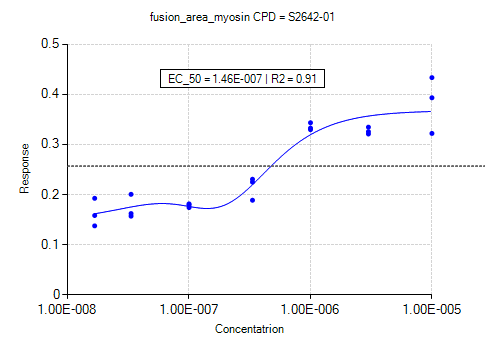 fusion_area_myosin CPD = S2642-01
0.5
EC_50 = 1.46E-007 | R2 = 0.91
0.4
0.3
Response
0.2
0.1
0
1.00E-008 1.00E-007 1.00E-006 1.00E-005
Concentatrion